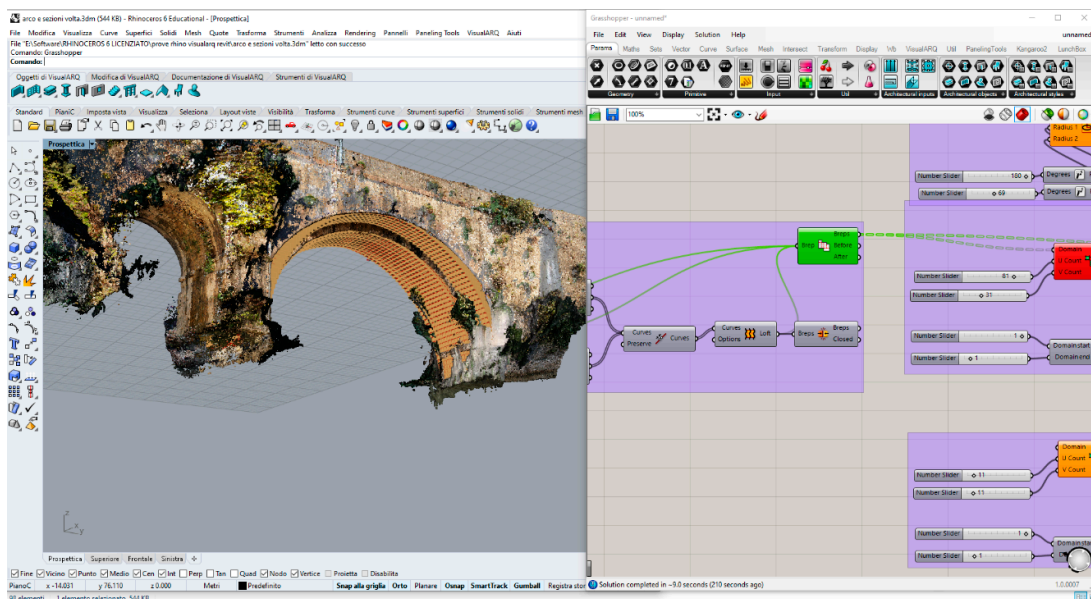 arco e sezioni volta.3dm (544 KB) - Rhinoceros 6 Educational - [Prospettica]
File Modifica Visualizza Curve Superfici Solidi Mesh Quote Trasforma Strumenti Analizza Rendering Pannelli Paneling Tools VisualARQ Aiuti
File "E:\Software\RHINOCEROS 6 LICENZIATO\prove rhino visualarq revit\arco e sezioni volta.3dm" letto con successo
Comando: Grasshopper
Comando:
Oggetti di VisualARQ Modifica di VisualARQ Documentazione di VisualARQ Strumenti di VisualARQ
Standard PianiC Imposta vista Visualizza Seleziona Layout viste Visibilità Trasforma Strumenti curve Strumenti superfici Strumenti solidi Strumenti mesh
Prospettica
z
x
y
Prospettica Superiore Frontale Sinistra
Fine Vicino Punto Medio Cen Int Perp Tan Quad Nodo Vertice Proietta Disabilita
PianoC x -14.031 y 76.110 z 0.000 Metri Predefinito Snap alla griglia Orto Planare Osnap SmartTrack Gumball Registra stor
Grasshopper - unnamed*
File Edit View Display Solution Help unnamed
Params Maths Sets Vector Curve Surface Mesh Intersect Transform Display Yrb VisualARQ Util PanelingTools Kangaroo2 LunchBox
Geometry Primitive Input Util Architectural inputs Architectural objects Architectural styles
100%
Radius 1
Radius 2
Number Slider 180 Degrees
Number Slider 69 Degrees
Breps
Brep Before
After
Domain
U Count
V Count
Number Slider 81
Number Slider 31
Curves
Preserve Curves
Curves
Options Loft
Breps Breps
Closed
Number Slider 1
Number Slider 1
Domain start
Domain end
Domain
U Count
V Count
Number Slider 11
Number Slider 11
Number Slider 1
Number Slider 1
Solution completed in ~9.0 seconds (210 seconds ago)
1.0.0007